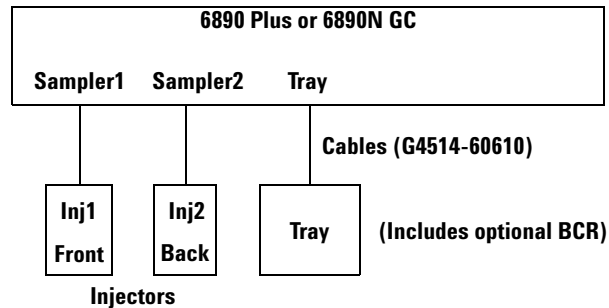 6890 Plus or 6890N GC
Sampler1 Sampler2 Tray
Cables (G4514-60610)
Inj1 Inj2
Tray (Includes optional BCR)
Front Back
Injectors